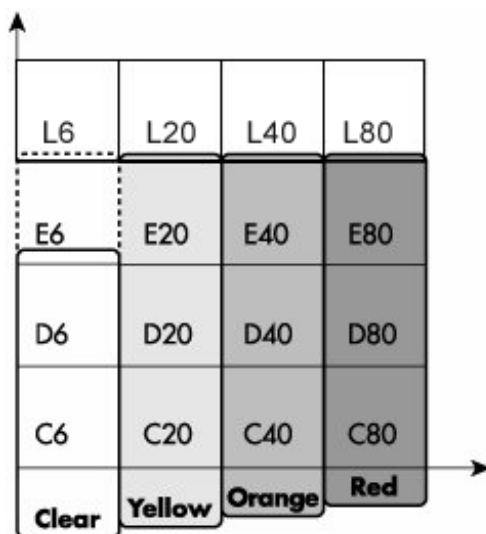 L6 L20 L40 L80
E6 E20 E40 E80
D6 D20 D40 D80
C6 C20 C40 C80
Clear Yellow Orange Red